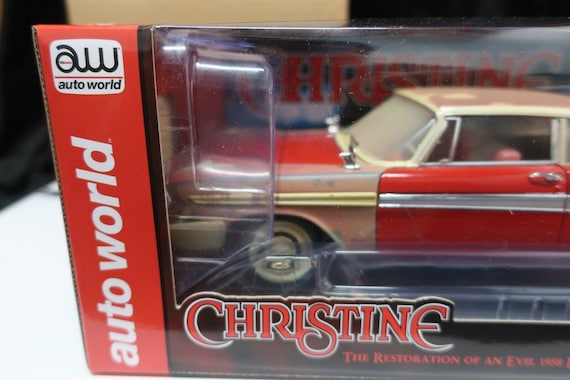 aw
auto world
auto world
CHRISTINE
CHRISTINE
THE RESTORATION OF AN EVIL 1958